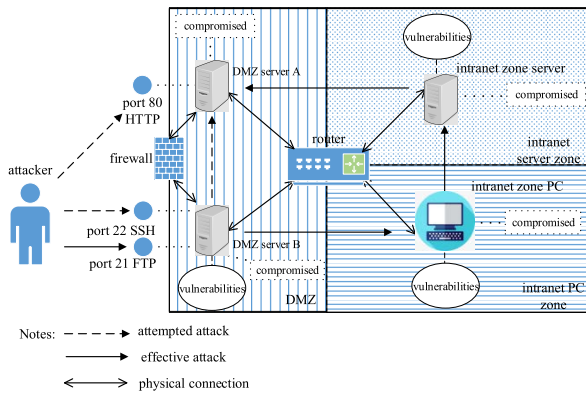 compromised
vulnerabilities
DMZ server A
intranet zone server
port 80
HTTP
compromised
router
firewall
intranet
server zone
attacker
intranet zone PC
port 22 SSH
compromised
DMZ server B
port 21 FTP
compromised
vulnerabilities
vulnerabilities
DMZ
intranet PC
zone
Notes:
attempted attack
effective attack
physical connection